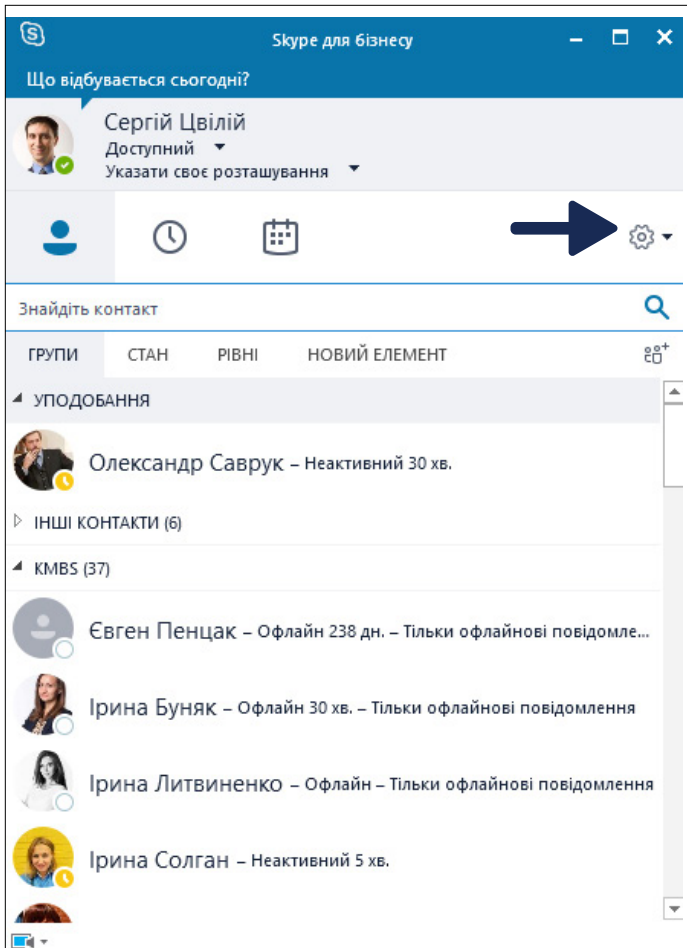 Skype для бізнесу
Що відбувається сьогодні?
Сергій Цвілій
Доступний
Указати своє розташування
Знайдіть контакт
ГРУПИ СТАН РІВНІ НОВИЙ ЕЛЕМЕНТ
УПОДОБАННЯ
Олександр Саврук – Неактивний 30 хв.
ІНШІ КОНТАКТИ (6)
KMBS (37)
Євген Пенцак – Офлайн 238 дн. – Тільки офлайнові повідомле...
Ірина Буняк – Офлайн 30 хв. – Тільки офлайнові повідомлення
Ірина Литвиненко – Офлайн – Тільки офлайнові повідомлення
Ірина Солган – Неактивний 5 хв.